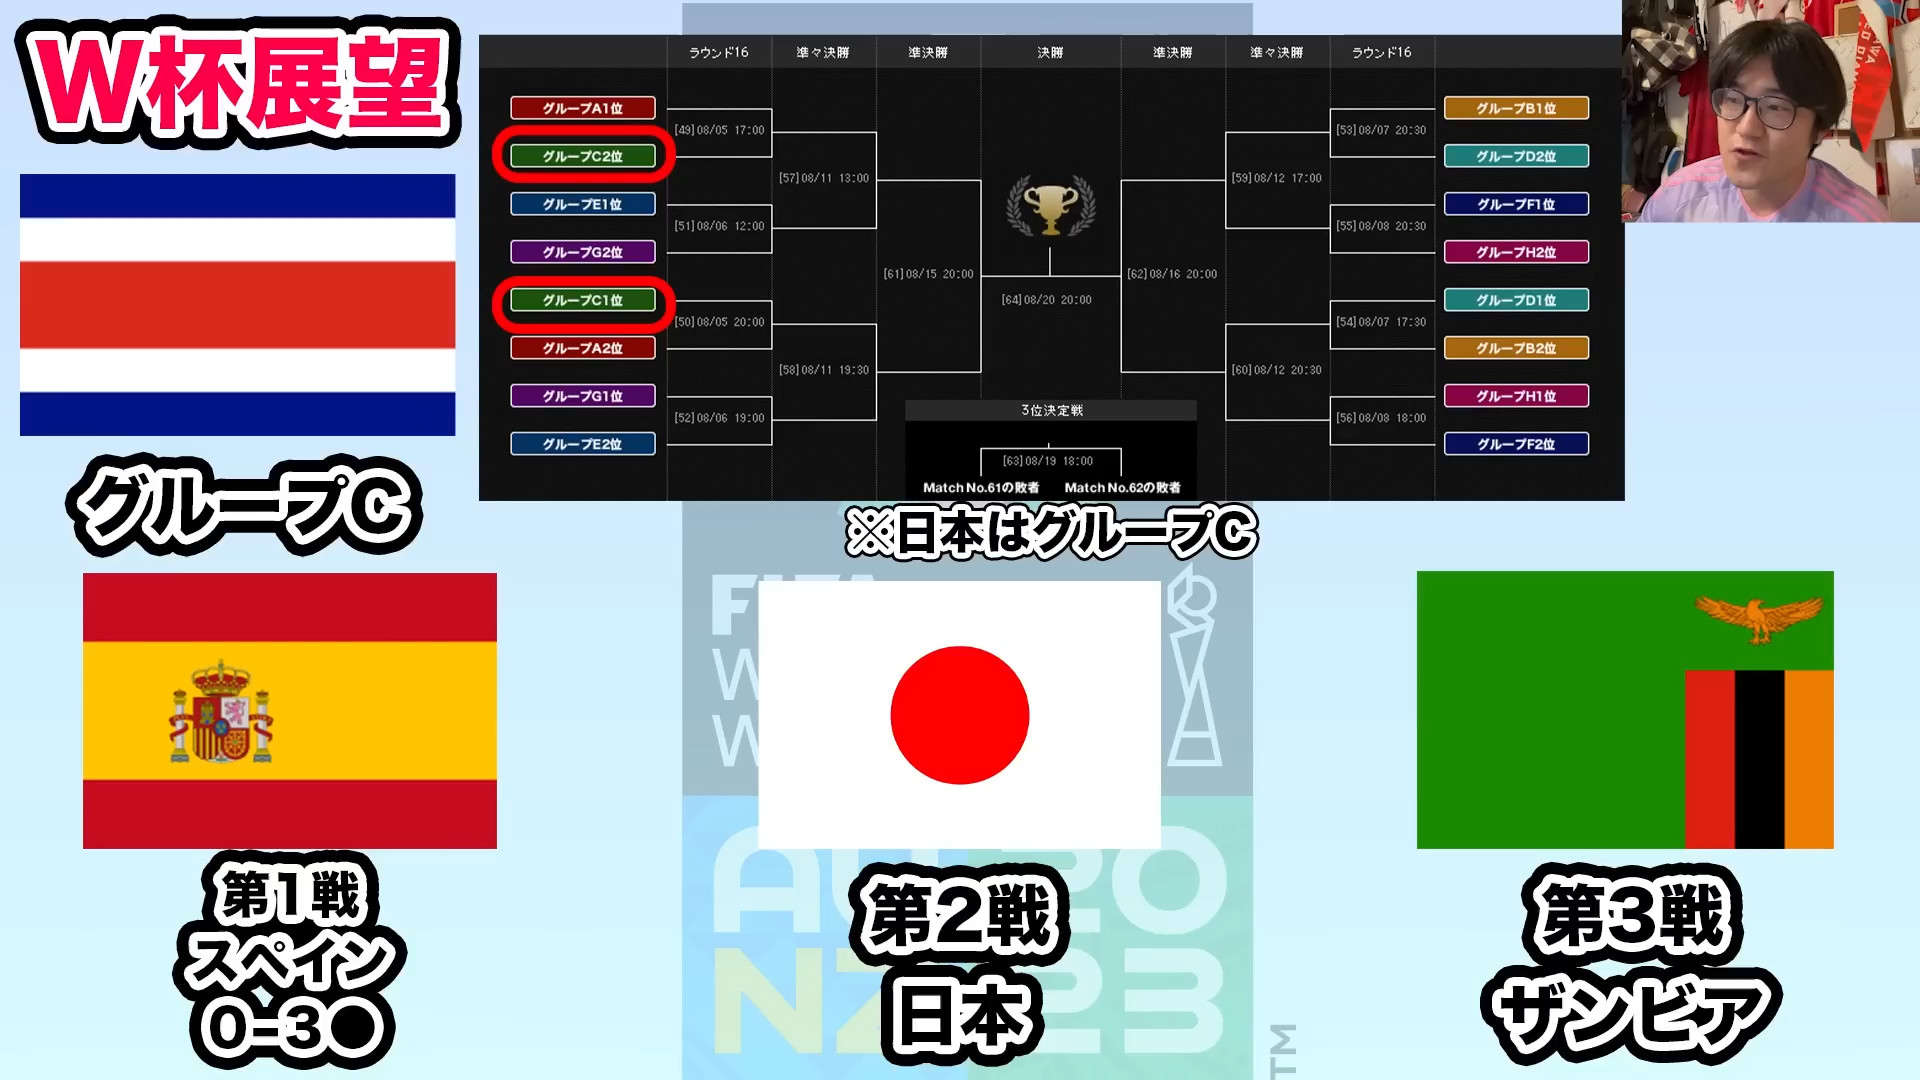 W杯展望
ラウンド16
準々決勝
準決勝
決勝
準決勝
準々決勝
ラウンド16
グループA1位
グループC2位
グループE1位
グループG2位
グループC1位
グループA2位
グループG1位
グループE2位
[49]08/05 17:00
[51]08/06 12:00
[50]08/05 20:00
[52]08/06 19:00
[57]08/11 13:00
[58]08/11 19:30
[61]08/15 20:00
[64]08/20 20:00
[62]08/16 20:00
[59]08/12 17:00
[60]08/12 20:30
[53]08/07 20:30
[55]08/08 20:30
[54]08/07 17:30
[56]08/08 18:00
グループB1位
グループD2位
グループF1位
グループH2位
グループD1位
グループB2位
グループH1位
グループF2位
3位決定戦
[63]08/19 18:00
Match No.61の敗者
Match No.62の敗者
グループC
※日本はグループC
第1戦
スペイン
0-3●
第2戦
日本
第3戦
ザンビア
TM